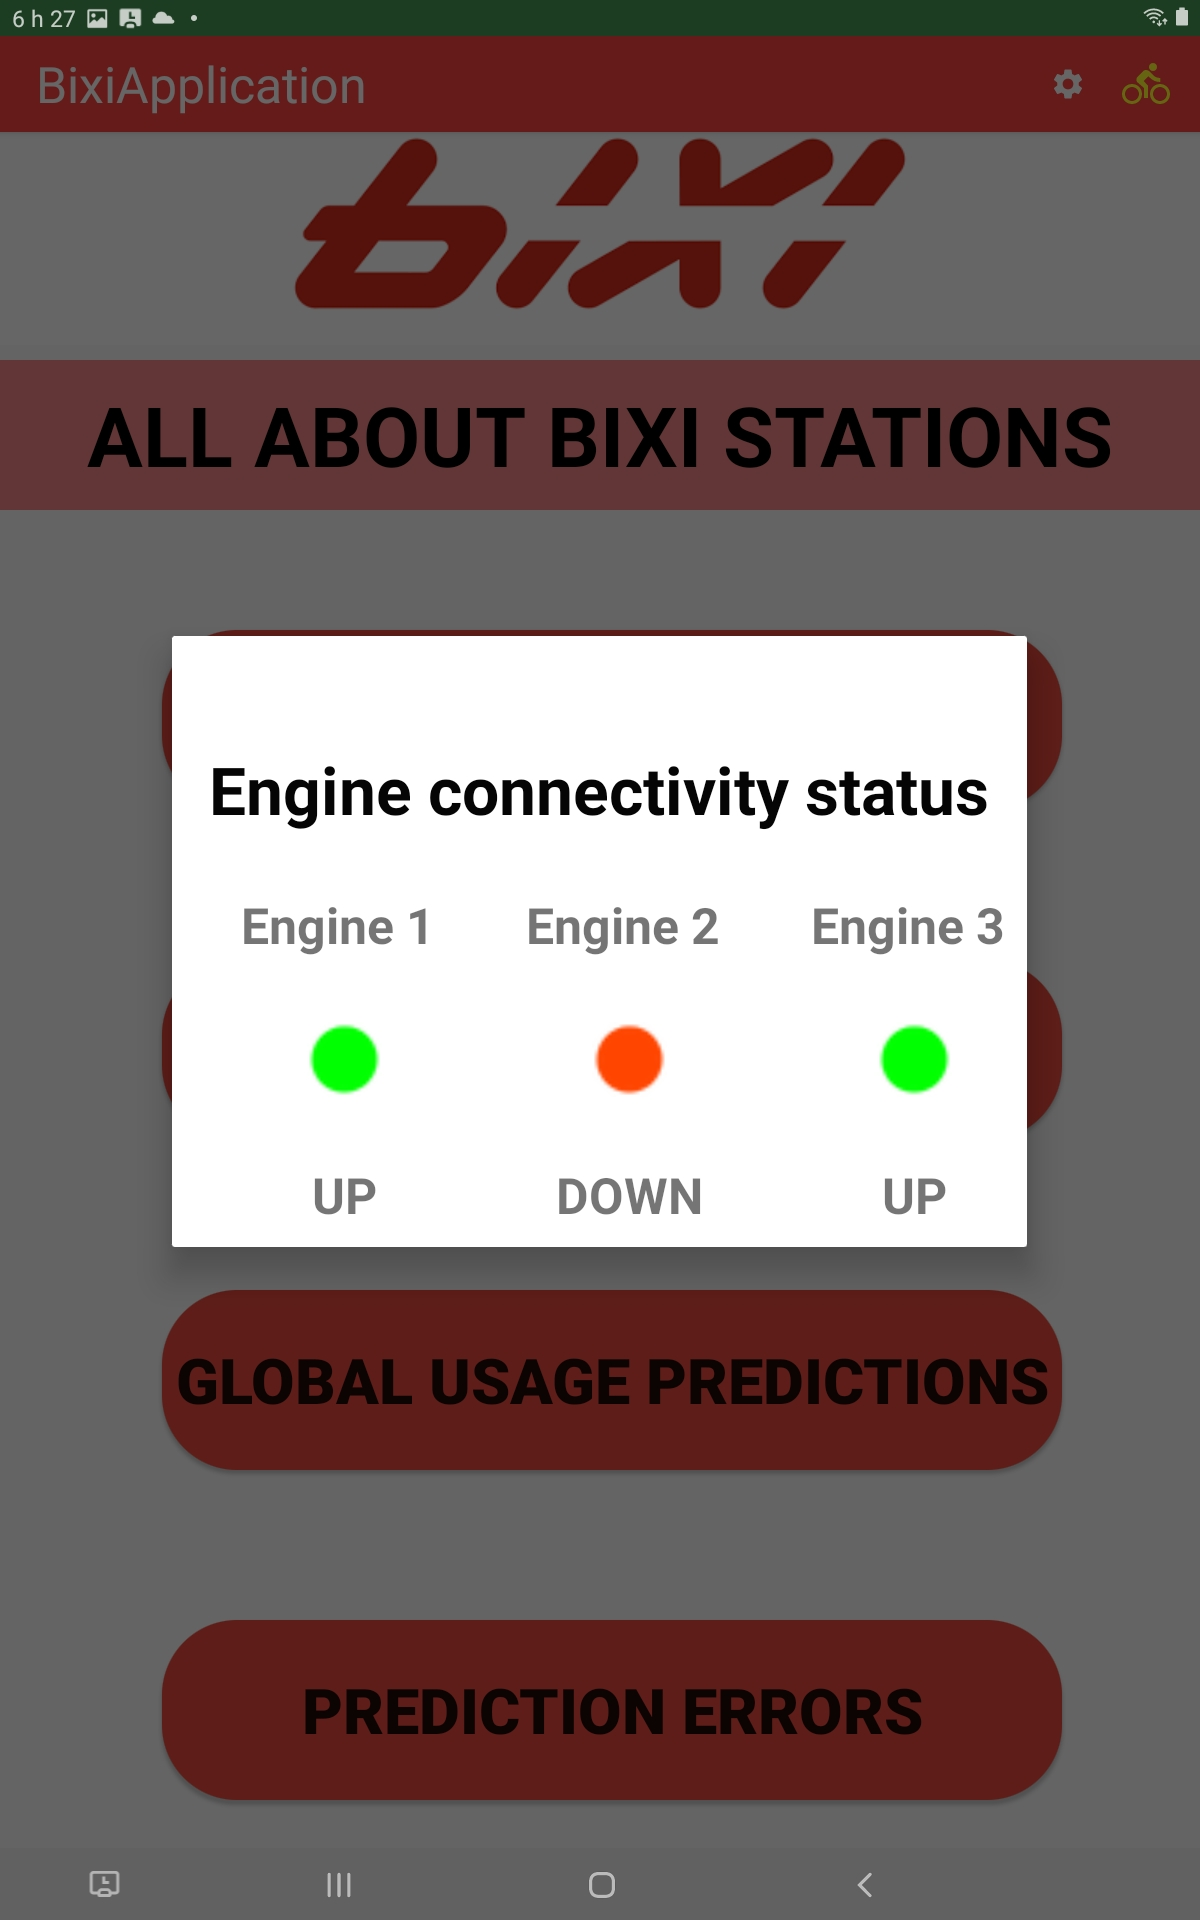 6 h 27
BixiApplication
bixi
ALL ABOUT BIXI STATIONS
Engine connectivity status
Engine 1 Engine 2 Engine 3
UP DOWN UP
GLOBAL USAGE PREDICTIONS
PREDICTION ERRORS